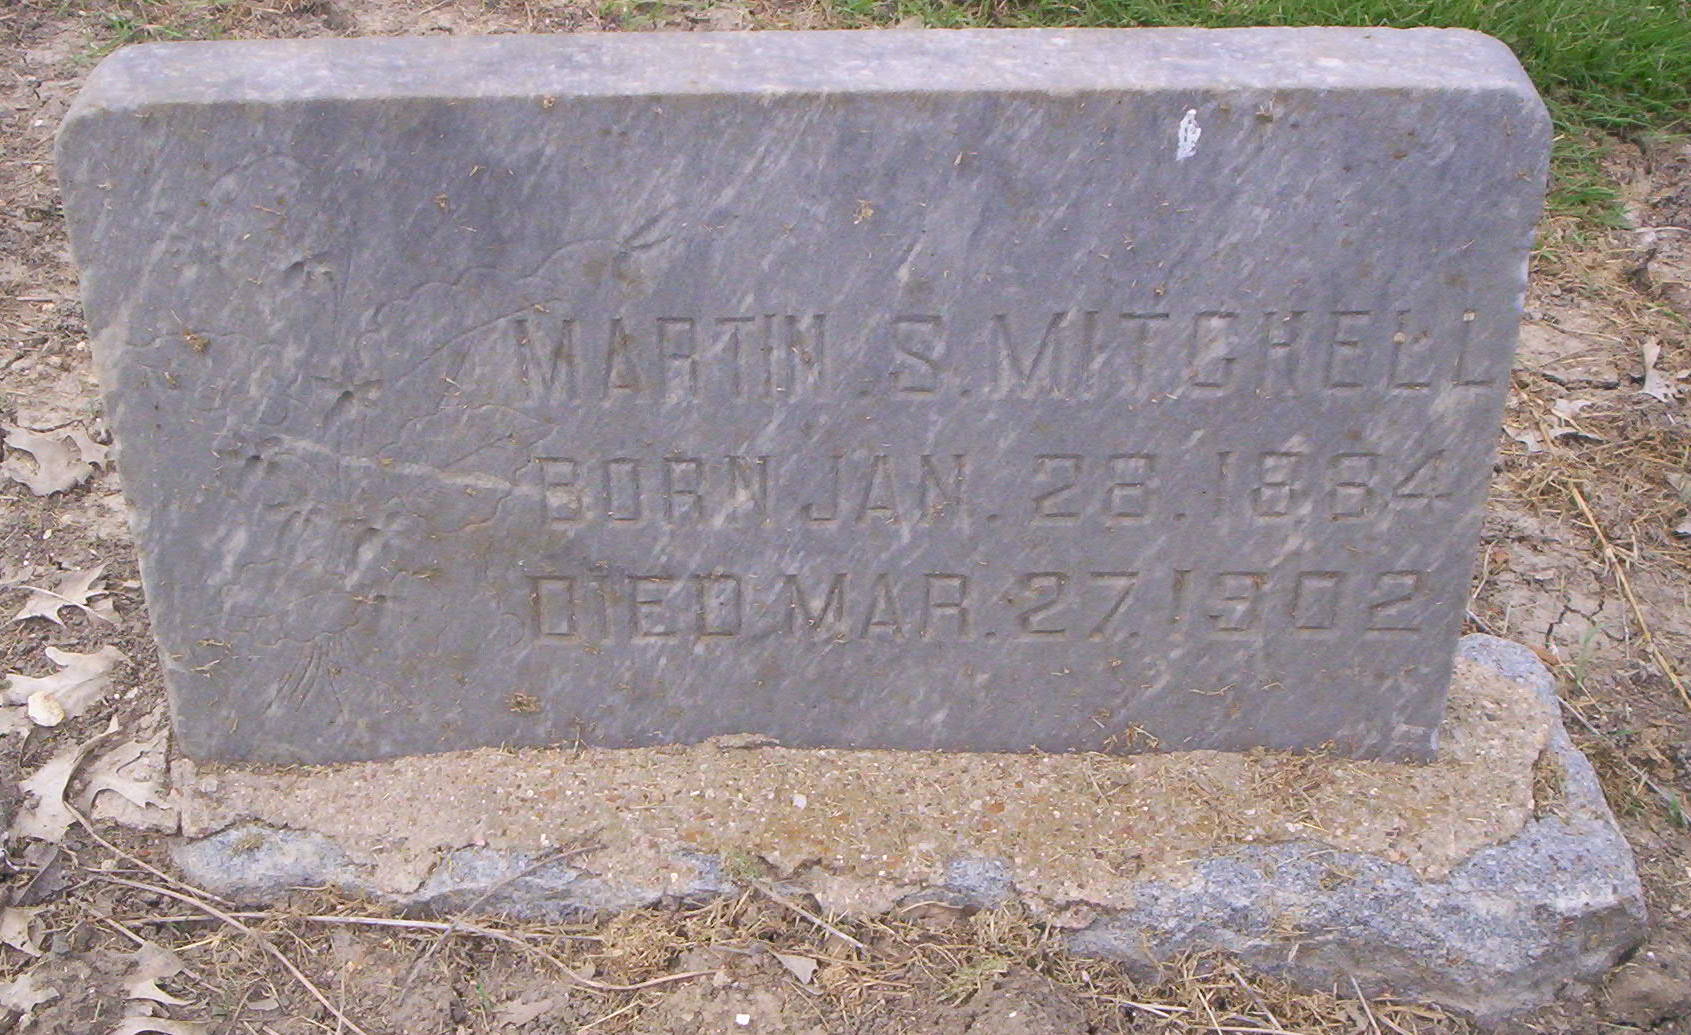 MARTIN. S. MITCHELL
BORN JAN. 28. 1884
DIED MAR. 27. 1902